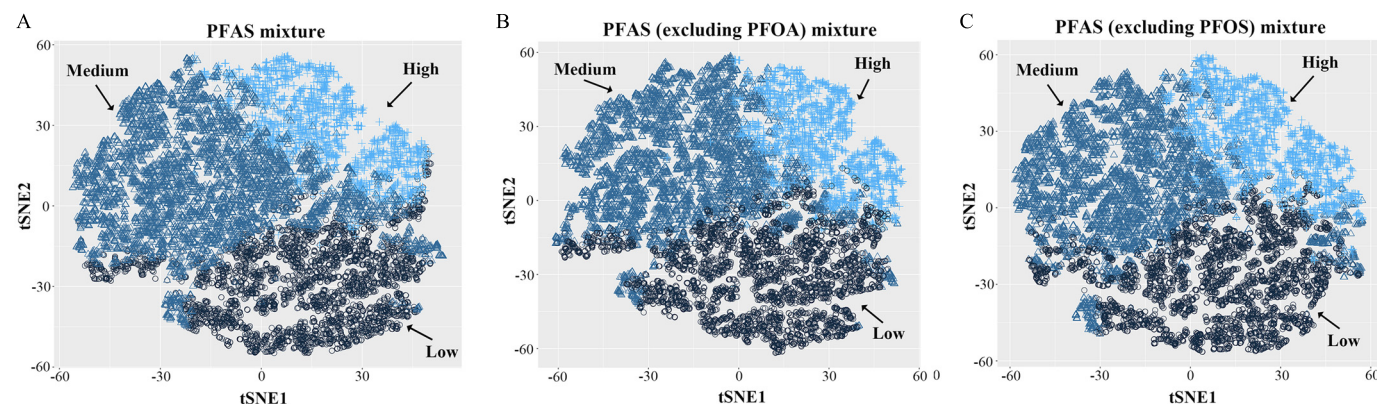 A
PFAS mixture
60
30
0
-30
-60
tSNE2
Medium
High
Low
-60
-30
0
30
tSNE1
B
PFAS (excluding PFOA) mixture
60
30
0
-30
-60
tSNE2
Medium
High
Low
-60
-30
0
30
60
0
tSNE1
C
PFAS (excluding PFOS) mixture
60
30
0
-30
-60
tSNE2
Medium
High
Low
-60
-30
0
30
60
tSNE1